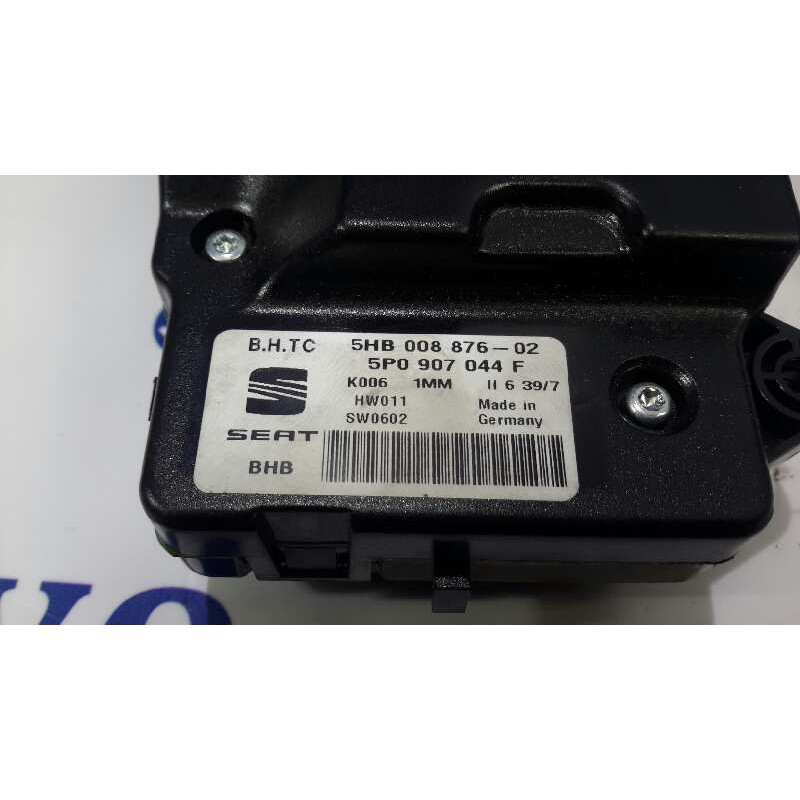 B.H.TC 5HB 008 876-02
5P0 907 044 F
K006 1MM II 6 39/7
HW011 Made in
SW0602 Germany
SEAT
BHB